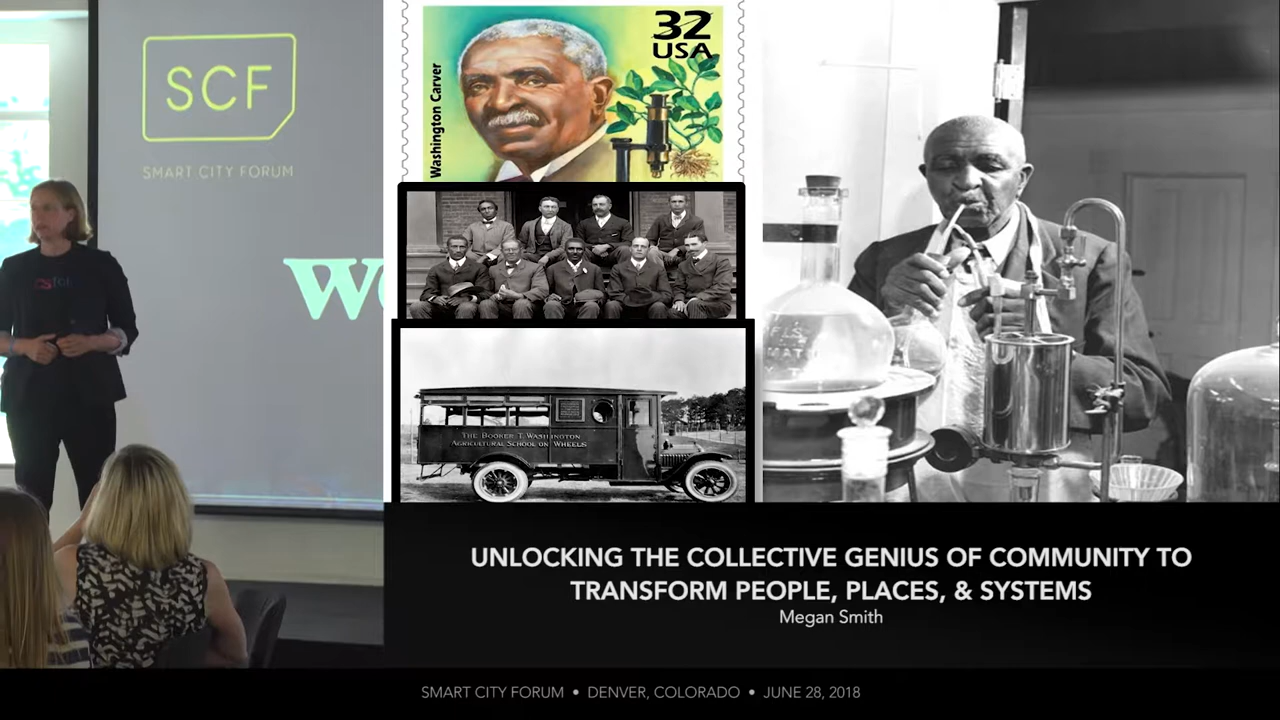 SCF
SMART CITY FORUM
We
32
USA
Washington Carver
THE BOOKER T. WASHINGTON
AGRICULTURAL SCHOOL ON WHEELS
UNLOCKING THE COLLECTIVE GENIUS OF COMMUNITY TO
TRANSFORM PEOPLE, PLACES, & SYSTEMS
Megan Smith
SMART CITY FORUM • DENVER, COLORADO • JUNE 28, 2018